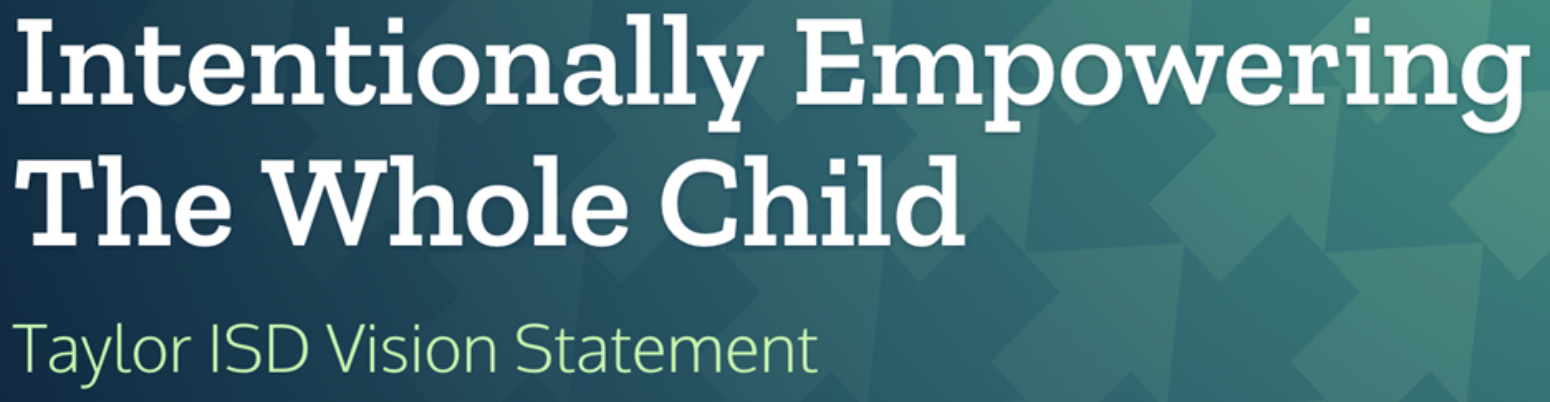 Intentionally Empowering
The Whole Child
Taylor ISD Vision Statement